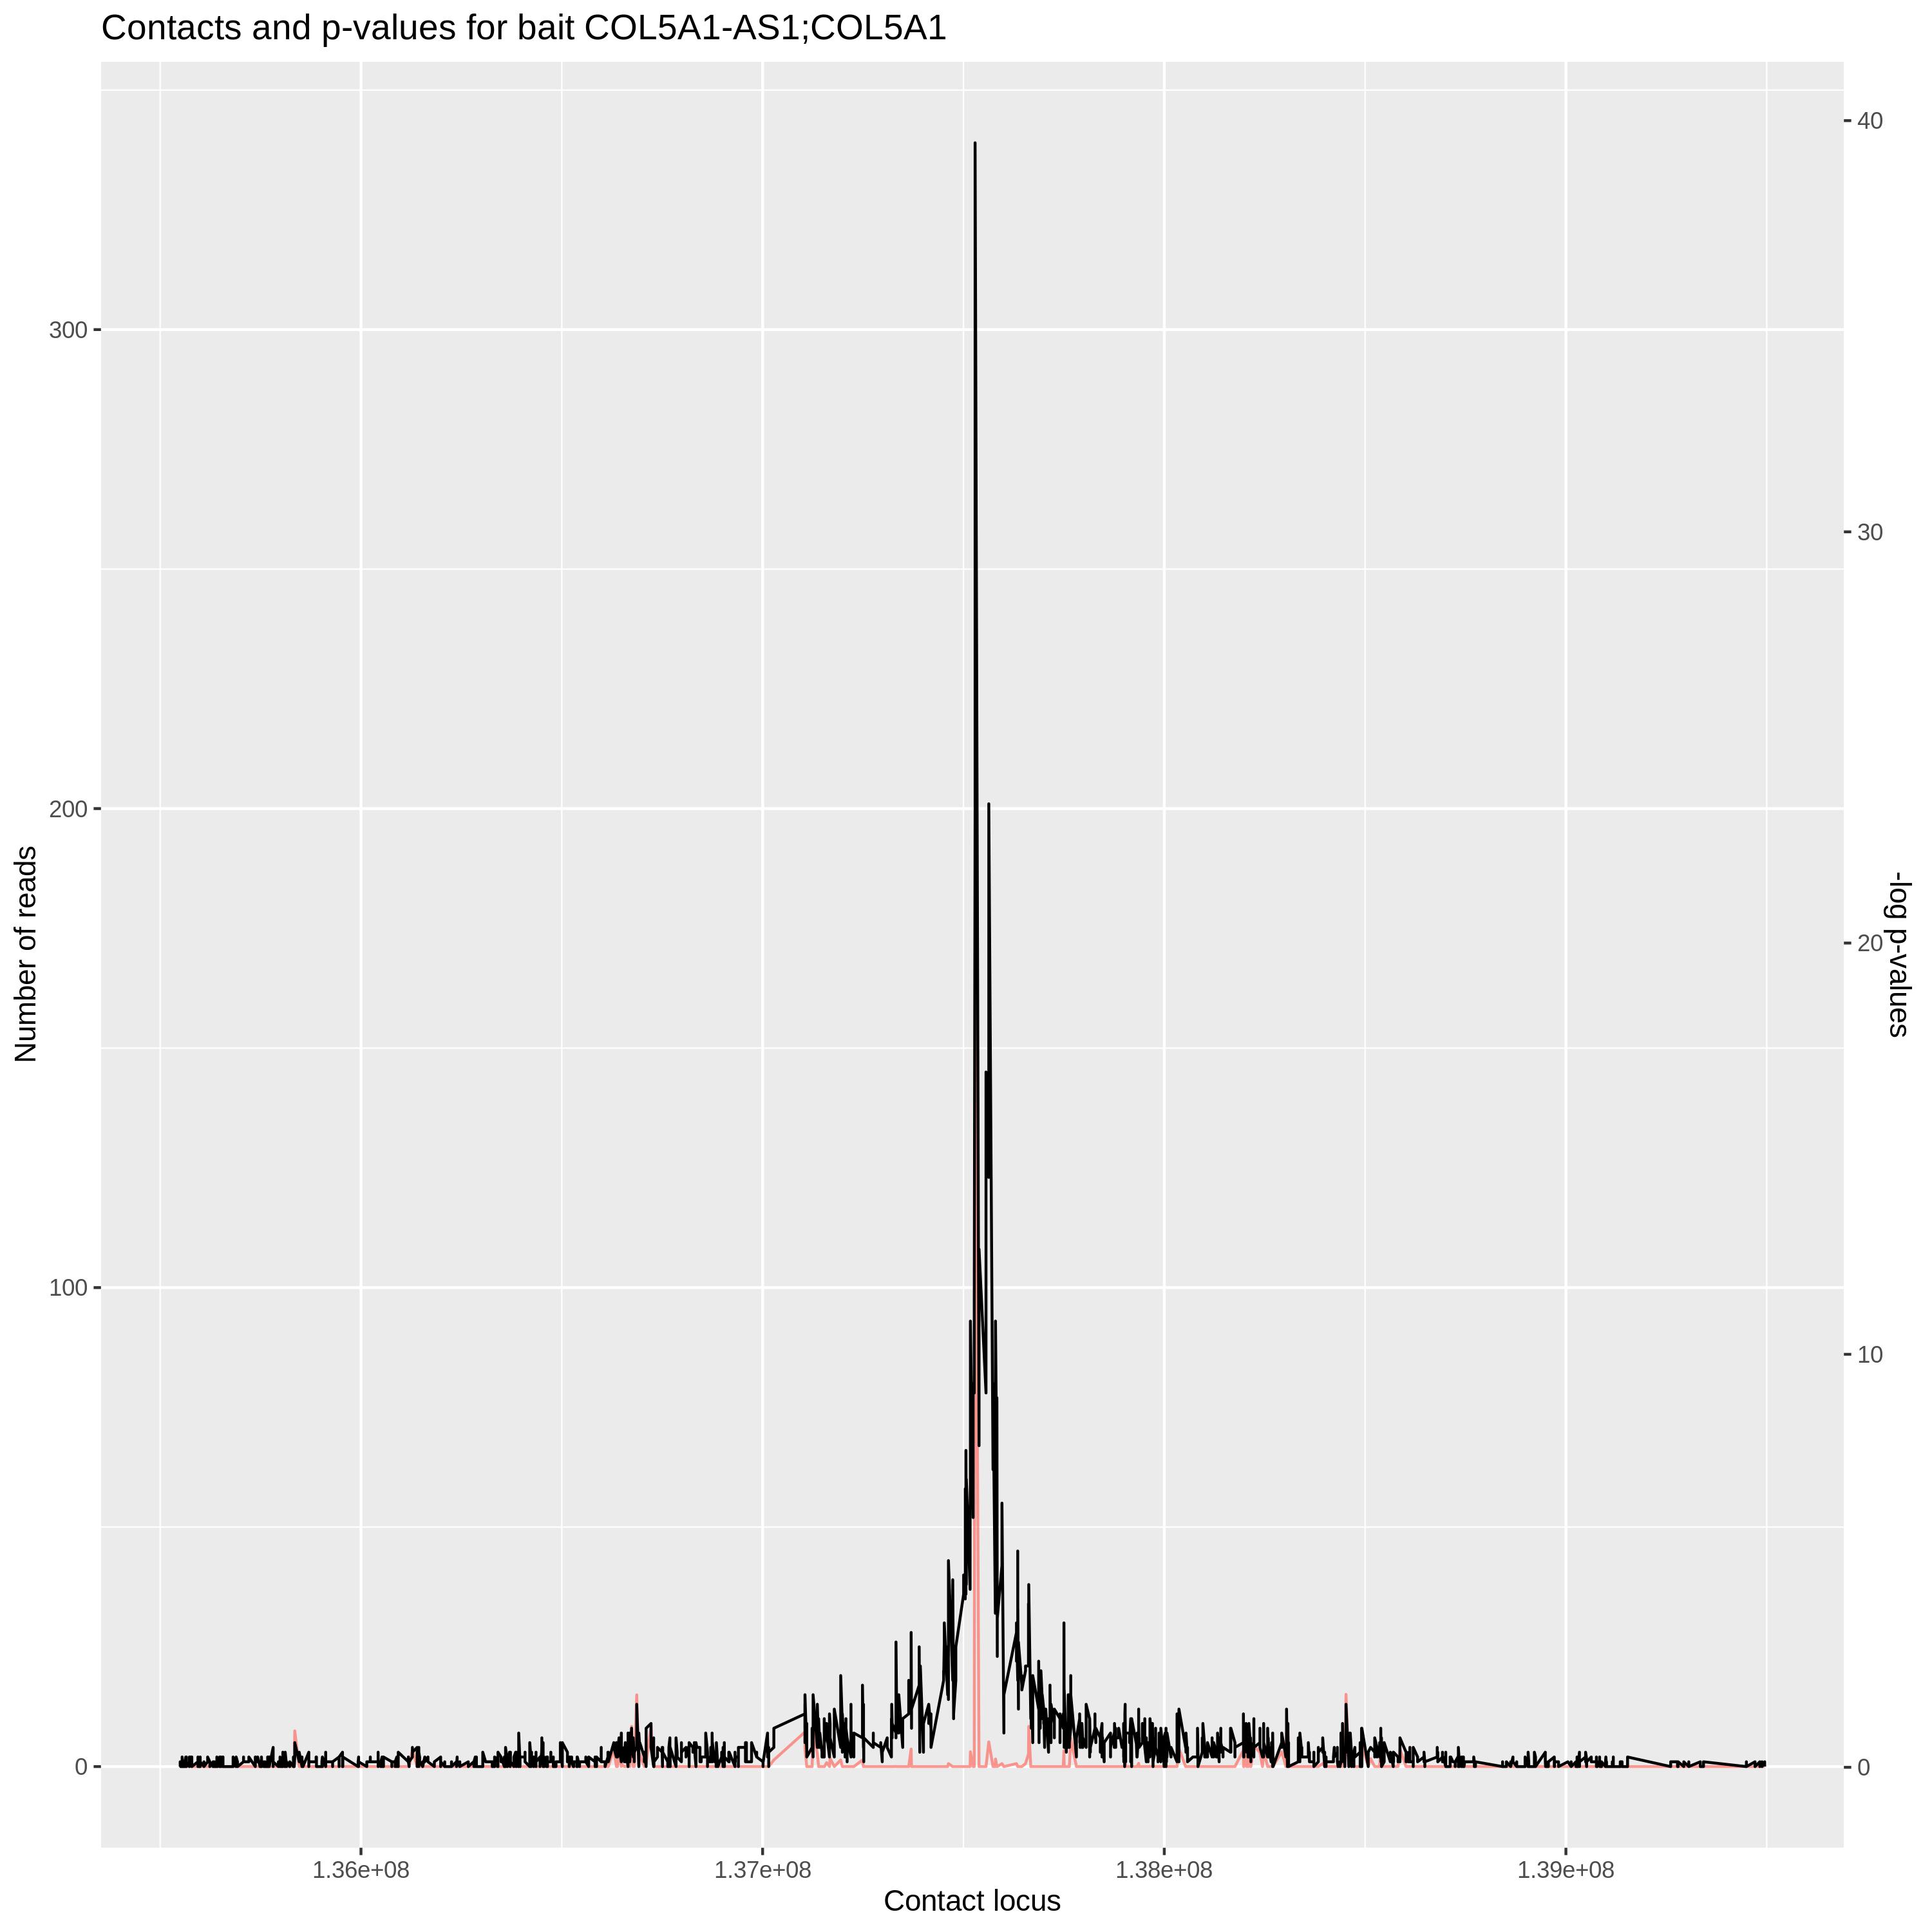 Contacts and p-values for bait COL5A1-AS1;COL5A1
Number of reads
300
200
100
0
40
30
20
10
0
-log p-values
1.36e+08
1.37e+08
1.38e+08
1.39e+08
Contact locus